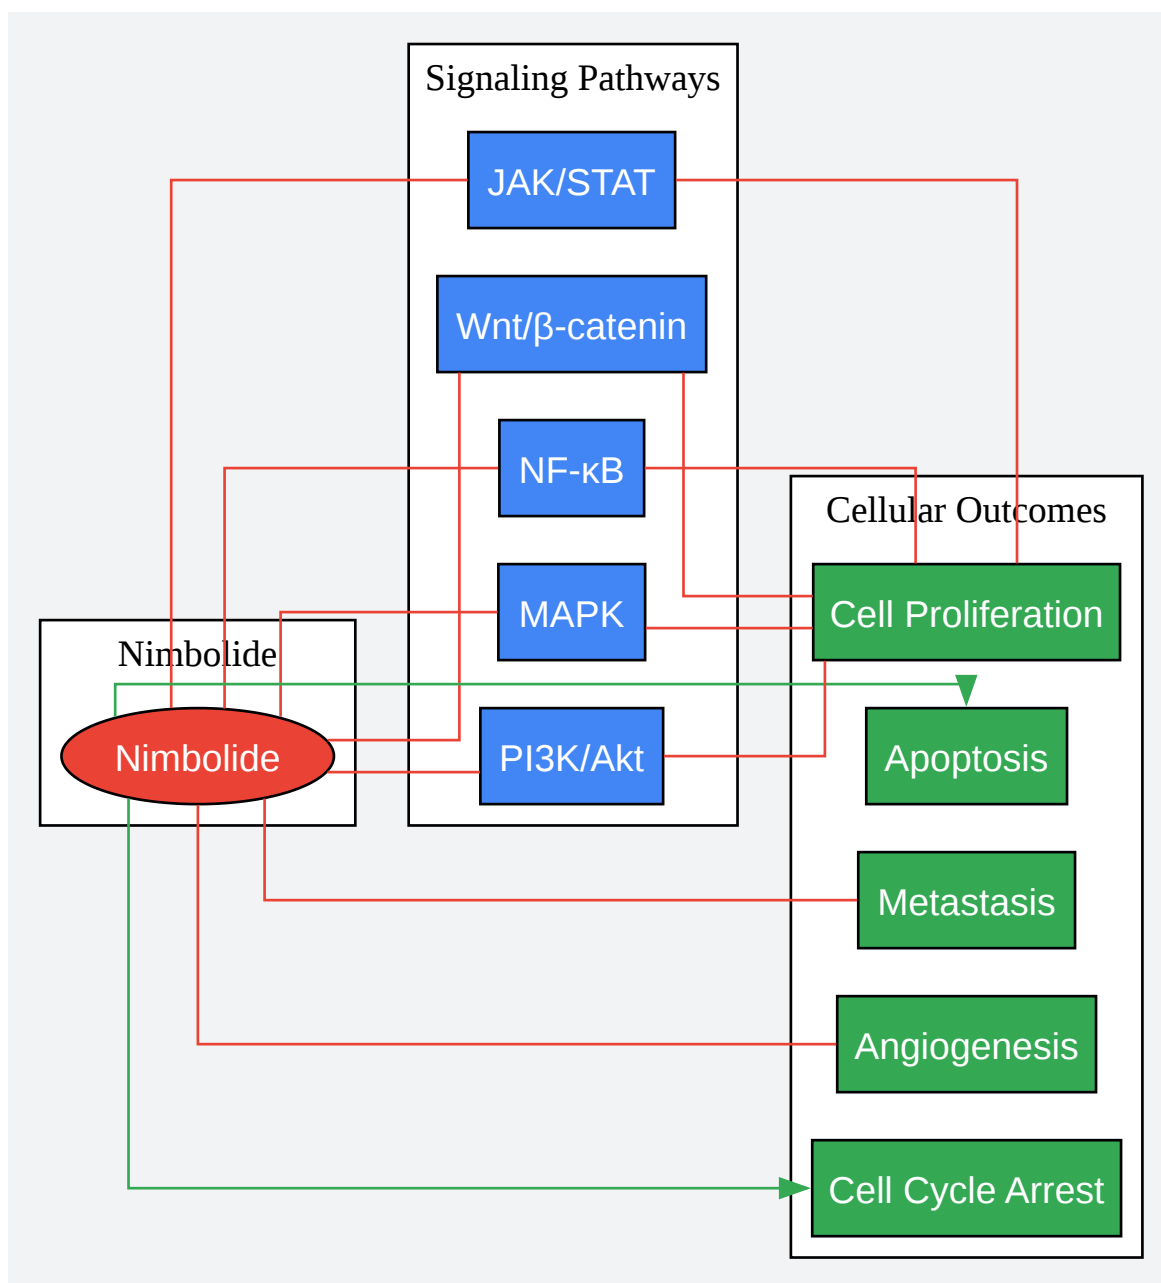 Signaling Pathways
JAK/STAT
Wnt/β-catenin
NF-κB
MAPK
PI3K/Akt
Nimbolide
Nimbolide
Cellular Outcomes
Cell Proliferation
Apoptosis
Metastasis
Angiogenesis
Cell Cycle Arrest